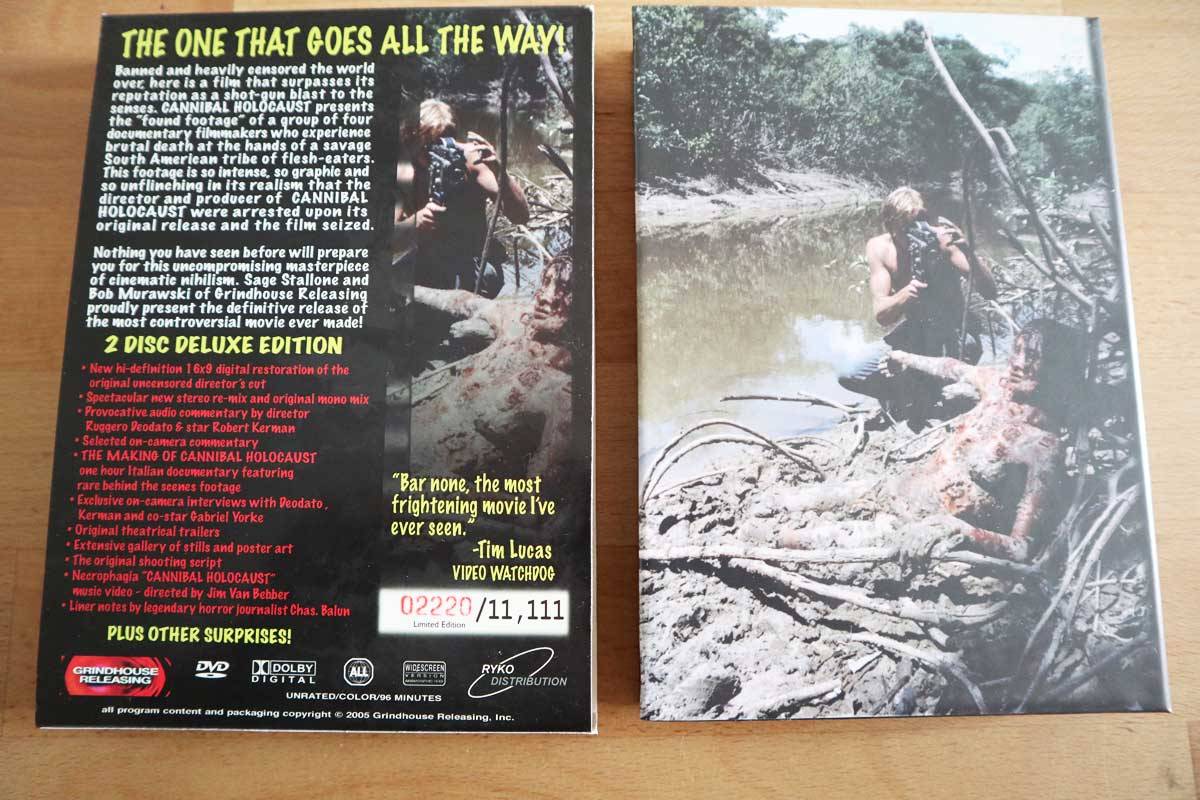 THE ONE THAT GOES ALL THE WAY!
Banned and heavily censored the world
over, here is a film that surpasses its
reputation as a shot-gun blast to the
senses. CANNIBAL HOLOCAUST presents
the "found footage" of a group of four
documentary filmmakers who experience
brutal death at the hands of a savage
South American tribe of flesh-eaters.
This footage is so intense, so graphic and
so unflinching in its realism that the
director and producer of CANNIBAL
HOLOCAUST were arrested upon its
original release and the film seized.
Nothing you have seen before will prepare
you for this uncompromising masterpiece
of cinematic nihilism. Sage Stallone and
Bob Murawski of Grindhouse Releasing
proudly present the definitive release of
the most controversial movie ever made!
2 DISC DELUXE EDITION
• New hi-definition 16x9 digital restoration of the
original uncensored director's cut
• Spectacular new stereo re-mix and original mono mix
• Provocative audio commentary by director
Ruggero Deodato & star Robert Kerman
• Selected on-camera commentary
• THE MAKING OF CANNIBAL HOLOCAUST
one hour Italian documentary featuring
rare behind the scenes footage
• Exclusive on-camera interviews with Deodato,
Kerman and co-star Gabriel Yorke
• Original theatrical trailers
• Extensive gallery of stills and poster art
• The original shooting script
• Necrophagia "CANNIBAL HOLOCAUST"
music video - directed by Jim Van Bebber
• Liner notes by legendary horror journalist Chas. Balun
PLUS OTHER SURPRISES!
"Bar none, the most
frightening movie I've
ever seen."
-Tim Lucas
VIDEO WATCHDOG
02220/11,111
Limited Edition
GRINDHOUSE
RELEASING
DVD
VIDEO
DOLBY
DIGITAL
ALL
WIDESCREEN
VERSION
RYKO
DISTRIBUTION
UNRATED/COLOR/96 MINUTES
all program content and packaging copyright © 2005 Grindhouse Releasing, Inc.